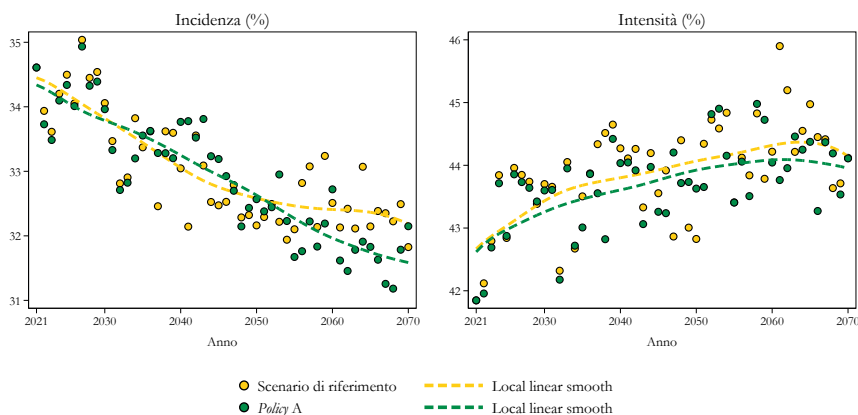 Incidenza (%)
35
34
33
32
31
2021
2030
2040
2050
2060
2070
Anno
Intensità (%)
46
45
44
43
42
2021
2030
2040
2050
2060
2070
Anno
Scenario di riferimento
Local linear smooth
Policy A
Local linear smooth